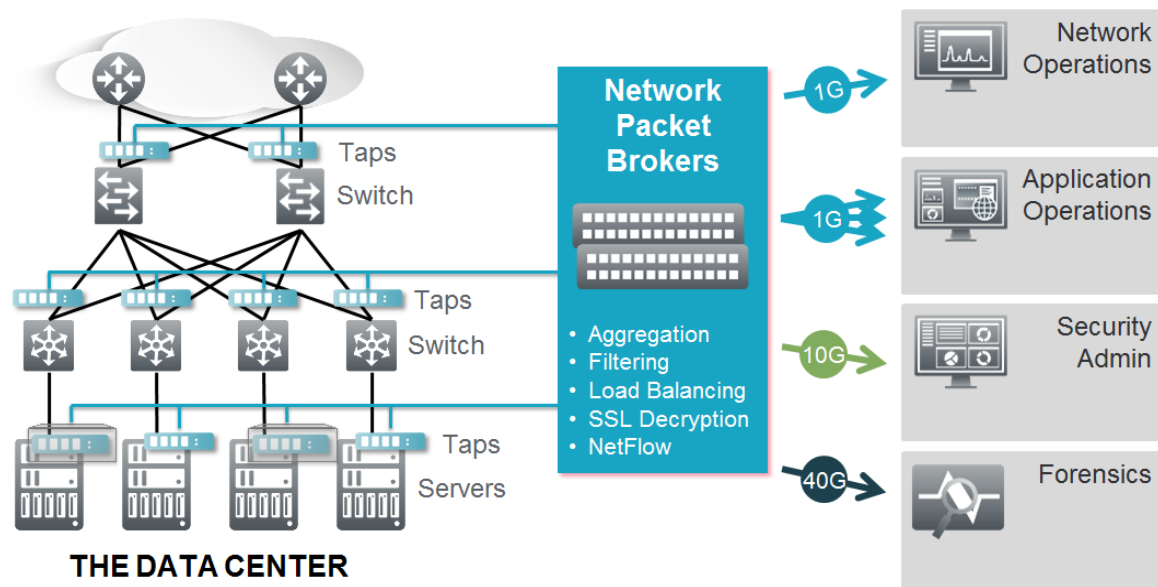 Taps
Switch
Taps
Switch
Taps
Servers
THE DATA CENTER
Network
Packet
Brokers
• Aggregation
• Filtering
• Load Balancing
• SSL Decryption
• NetFlow
1G
1G
10G
40G
Network
Operations
Application
Operations
Security
Admin
Forensics